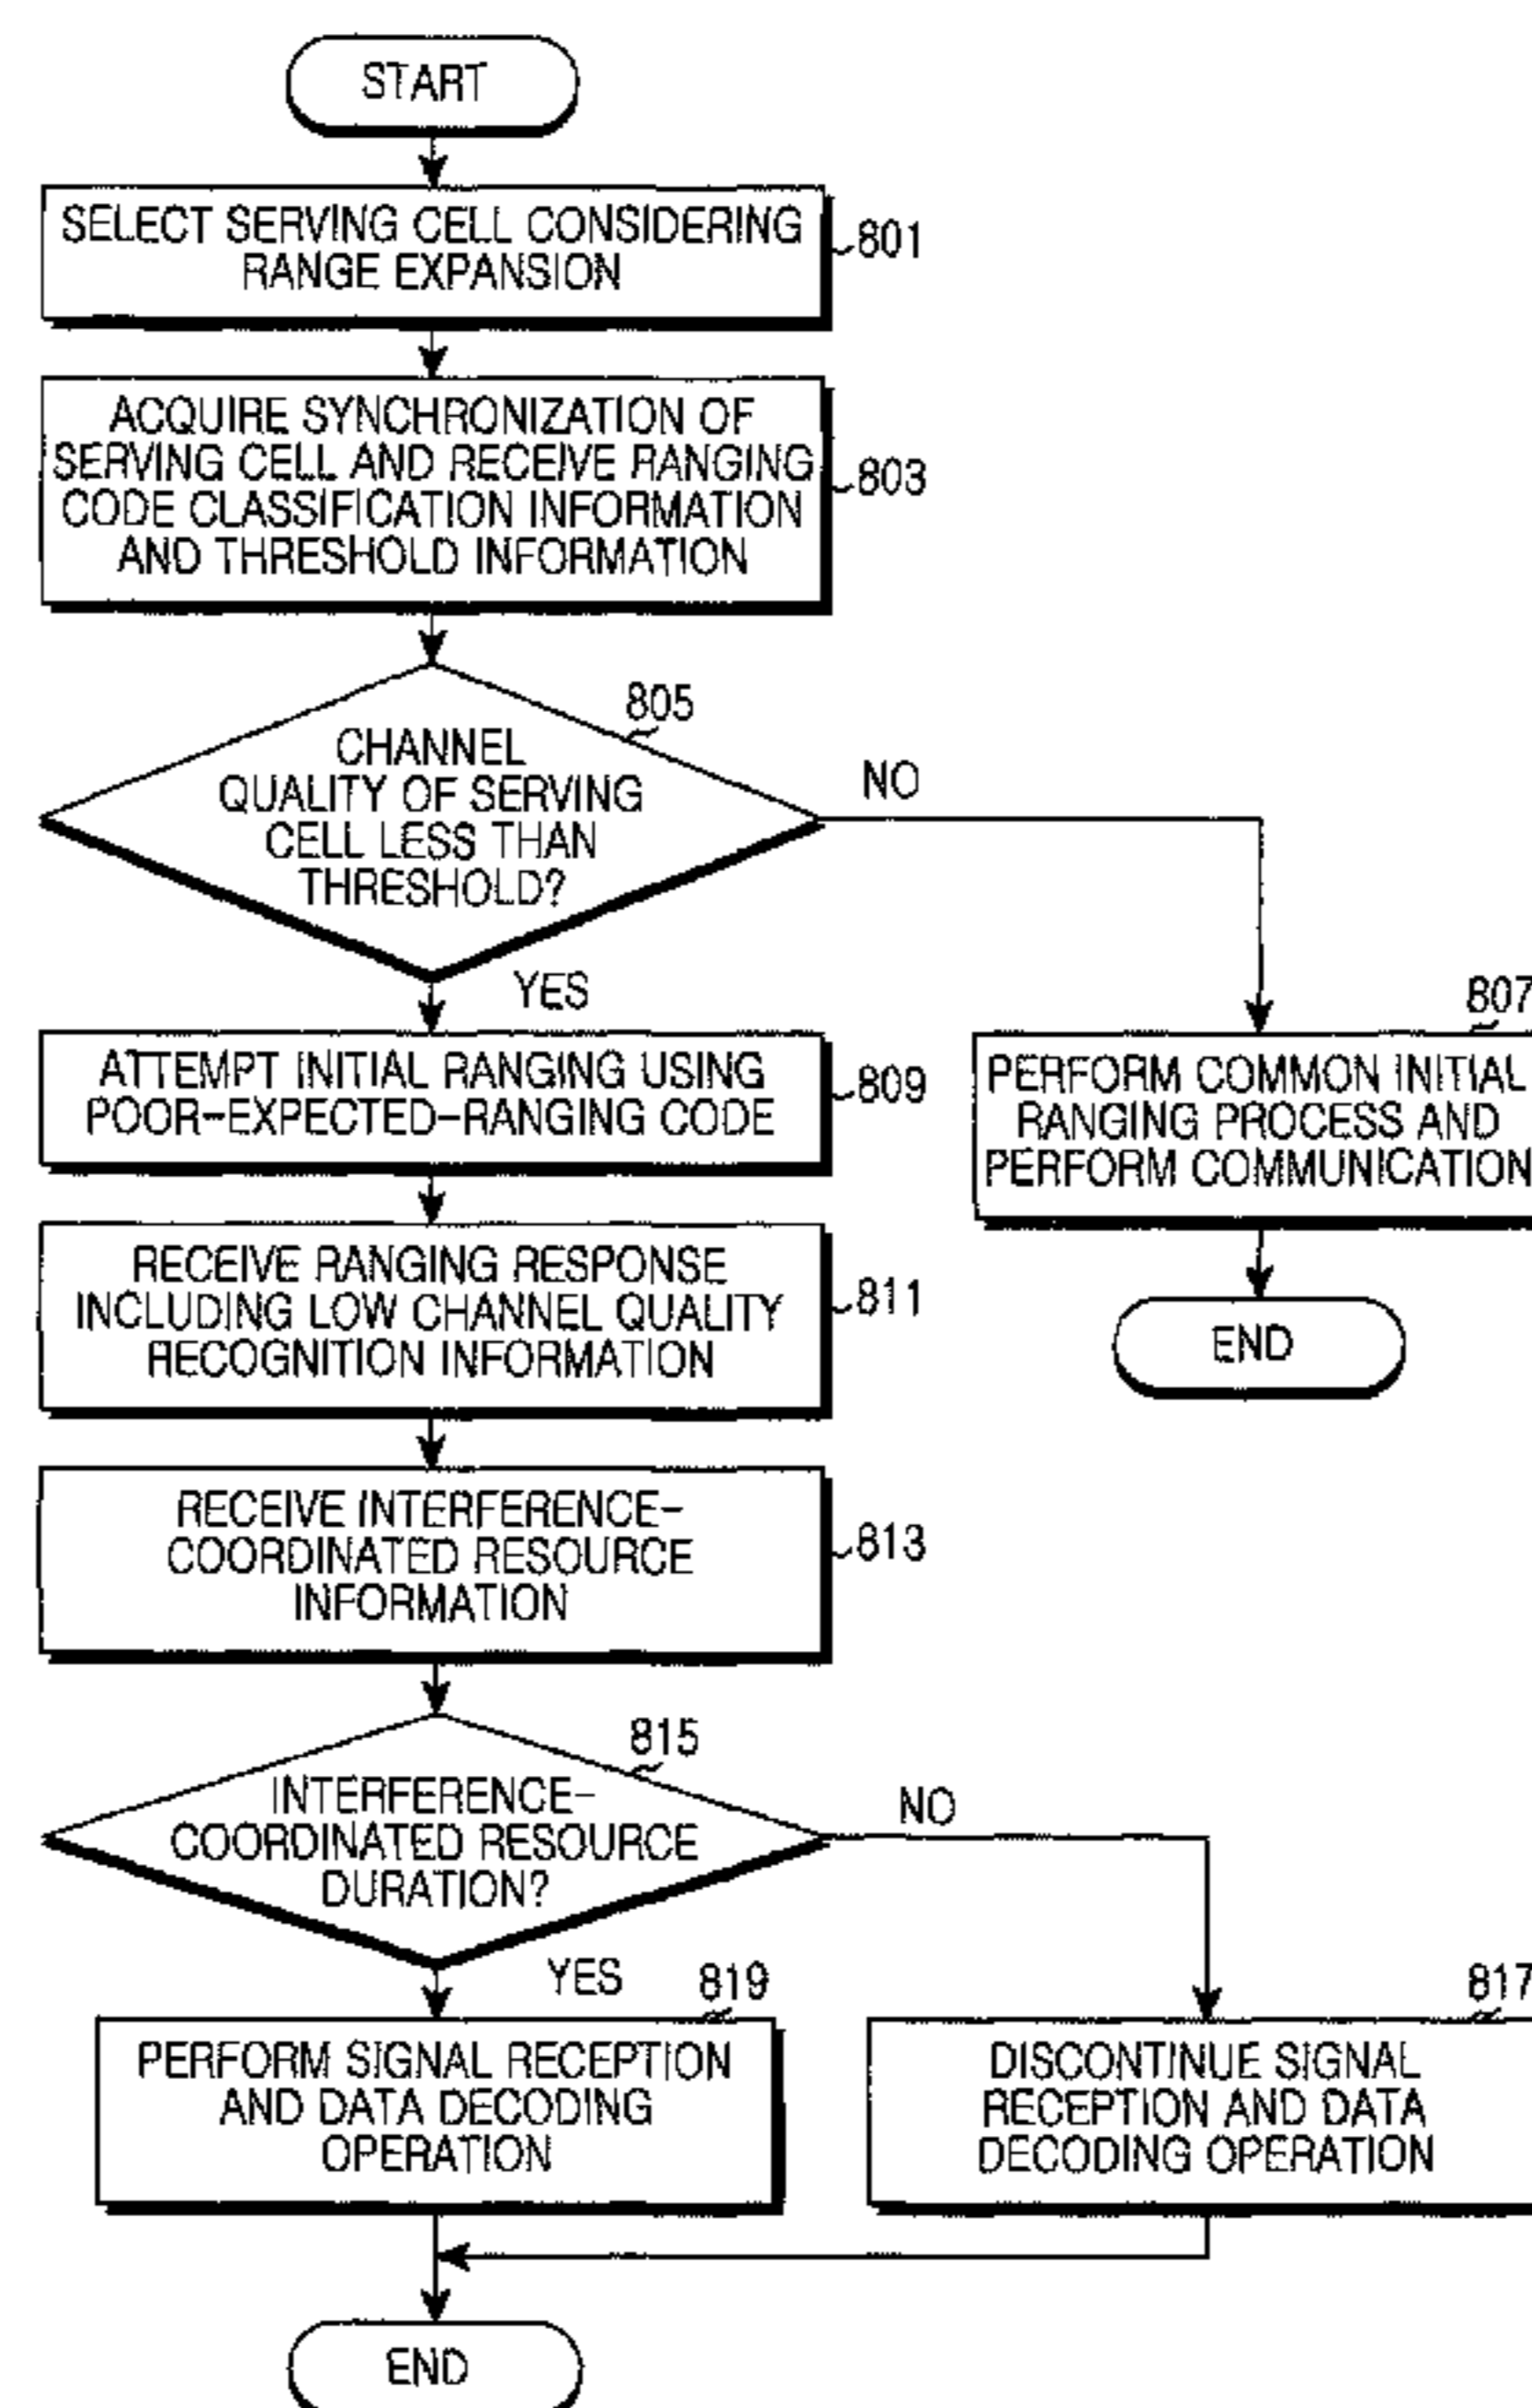 START
SELECT SERVING CELL CONSIDERING
RANGE EXPANSION
801
ACQUIRE SYNCHRONIZATION OF
SERVING CELL AND RECEIVE RANGING
CODE CLASSIFICATION INFORMATION
AND THRESHOLD INFORMATION
803
805
CHANNEL
QUALITY OF SERVING
CELL LESS THAN
THRESHOLD?
NO
YES
807
PERFORM COMMON INITIAL
RANGING PROCESS AND
PERFORM COMMUNICATION
END
ATTEMPT INITIAL RANGING USING
POOR-EXPECTED-RANGING CODE
809
RECEIVE RANGING RESPONSE
INCLUDING LOW CHANNEL QUALITY
RECOGNITION INFORMATION
811
RECEIVE INTERFERENCE-
COORDINATED RESOURCE
INFORMATION
813
815
INTERFERENCE-
COORDINATED RESOURCE
DURATION?
NO
YES
819
PERFORM SIGNAL RECEPTION
AND DATA DECODING
OPERATION
817
DISCONTINUE SIGNAL
RECEPTION AND DATA
DECODING OPERATION
END